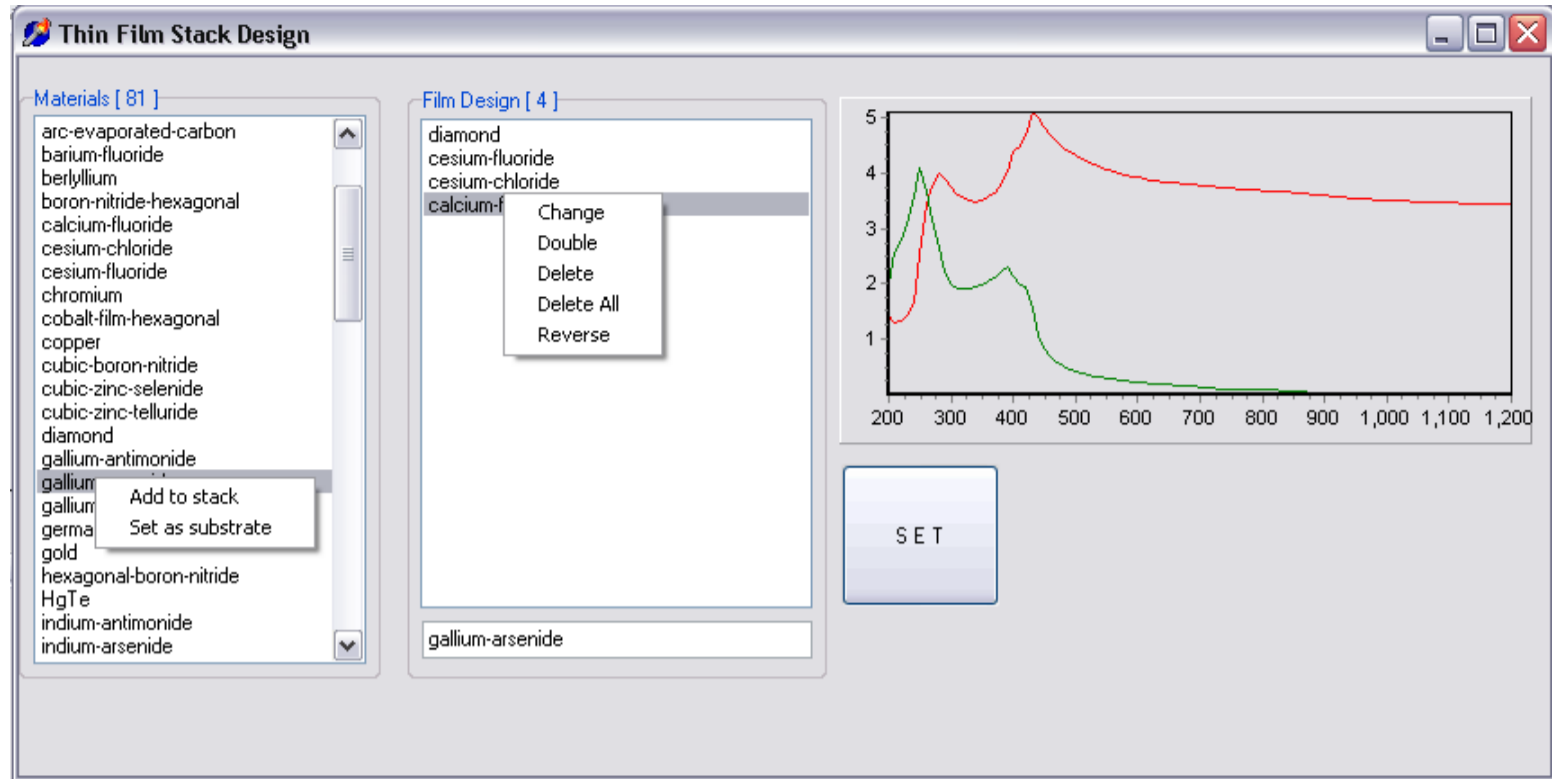 Thin Film Stack Design
Materials [ 81 ]
arc-evaporated-carbon
barium-fluoride
berlyllium
boron-nitride-hexagonal
calcium-fluoride
cesium-chloride
cesium-fluoride
chromium
cobalt-film-hexagonal
copper
cubic-boron-nitride
cubic-zinc-selenide
cubic-zinc-telluride
diamond
gallium-antimonide
gallium
gallium
germa
gold
hexagonal-boron-nitride
HgTe
indium-antimonide
indium-arsenide
Add to stack
Set as substrate
Film Design [ 4 ]
diamond
cesium-fluoride
cesium-chloride
calcium-f
Change
Double
Delete
Delete All
Reverse
gallium-arsenide
5
4
3
2
1
200 300 400 500 600 700 800 900 1,000 1,100 1,200
S E T